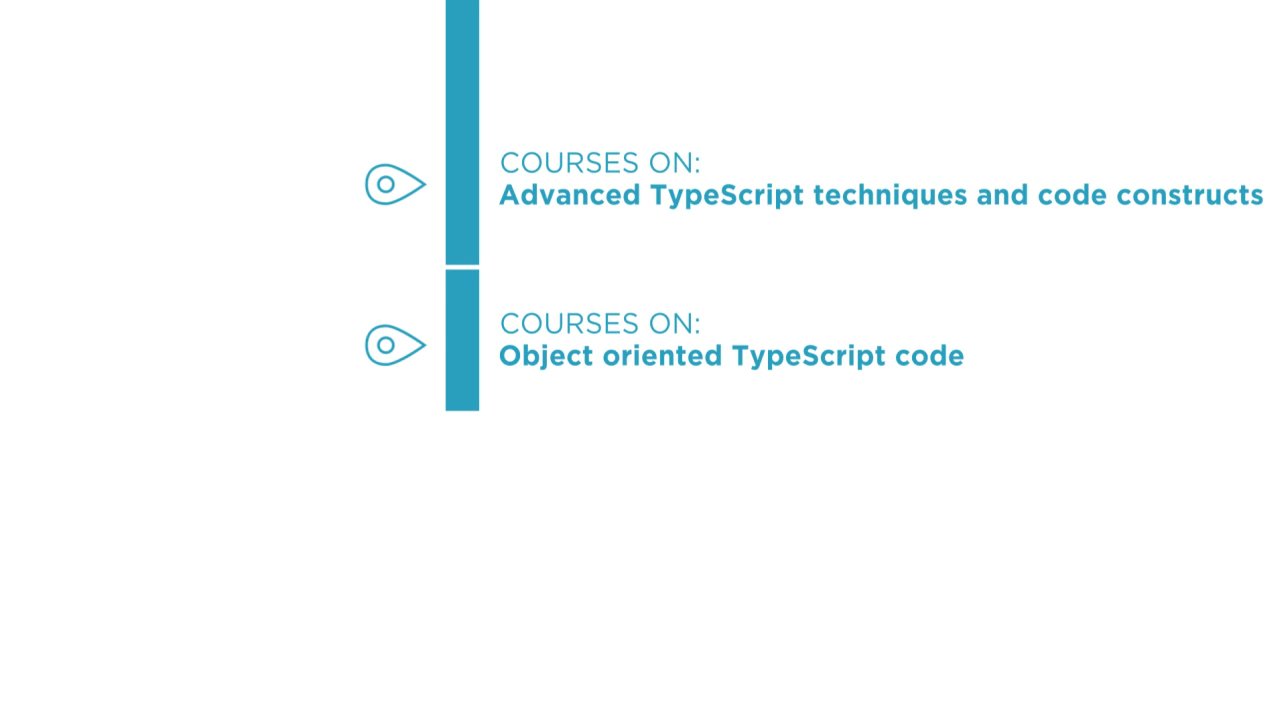 COURSES ON:
Advanced TypeScript techniques and code constructs
COURSES ON:
Object oriented TypeScript code